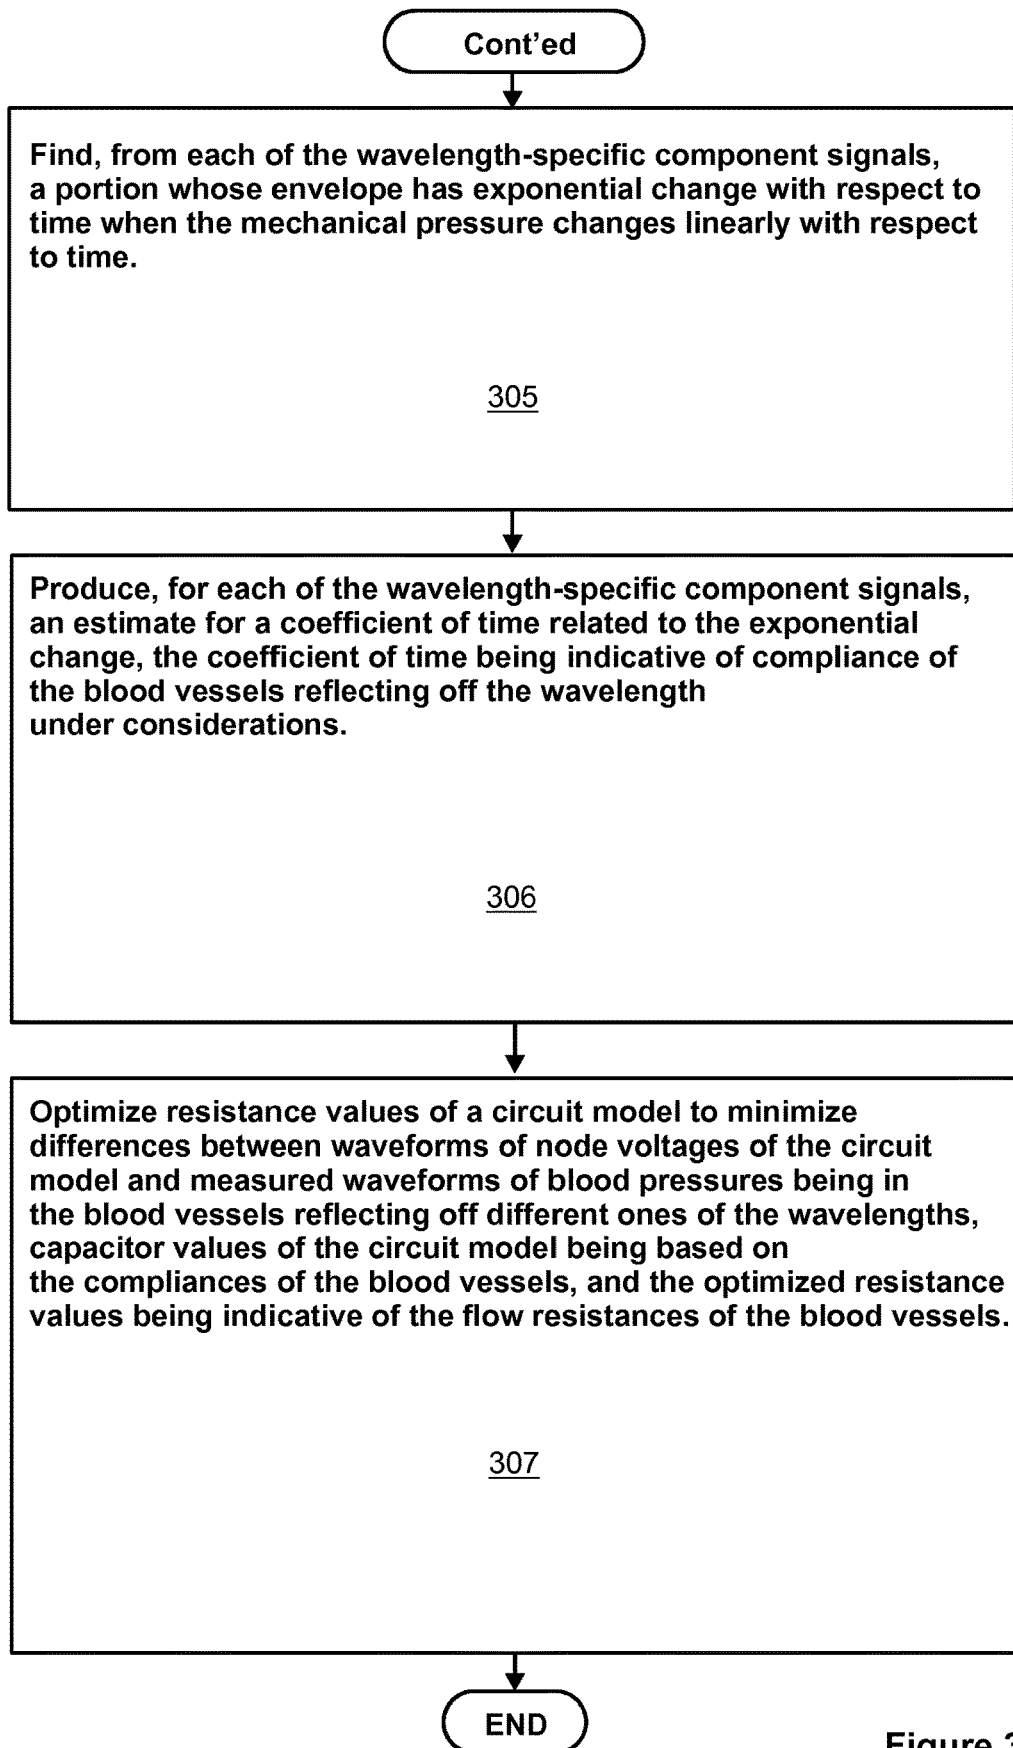 Cont'ed
Find, from each of the wavelength-specific component signals,
a portion whose envelope has exponential change with respect to
time when the mechanical pressure changes linearly with respect
to time.
305
Produce, for each of the wavelength-specific component signals,
an estimate for a coefficient of time related to the exponential
change, the coefficient of time being indicative of compliance of
the blood vessels reflecting off the wavelength
under considerations.
306
Optimize resistance values of a circuit model to minimize
differences between waveforms of node voltages of the circuit
model and measured waveforms of blood pressures being in
the blood vessels reflecting off different ones of the wavelengths,
capacitor values of the circuit model being based on
the compliances of the blood vessels, and the optimized resistance
values being indicative of the flow resistances of the blood vessels.
307
END
Figure 3